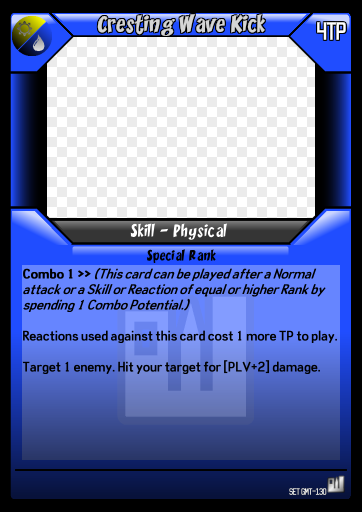 Cresting Wave Kick
4TP
Skill - Physical
Special Rank
Combo 1 >> (This card can be played after a Normal
attack or a Skill or Reaction of equal or higher Rank by
spending 1 Combo Potential.)
Reactions used against this card cost 1 more TP to play.
Target 1 enemy. Hit your target for [PLV+2] damage.
SET GMT-130